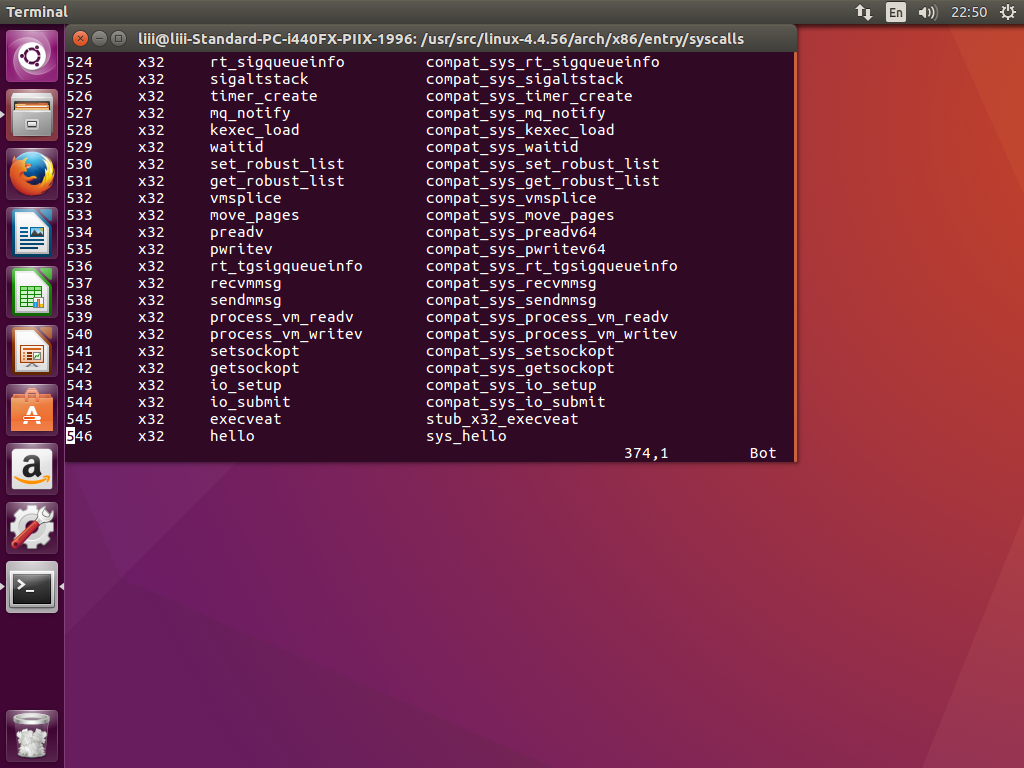 Terminal
En
22:50
liii@liii-Standard-PC-i440FX-PIIX-1996: /usr/src/linux-4.4.56/arch/x86/entry/syscalls
524 x32 rt_sigqueueinfo compat_sys_rt_sigqueueinfo
525 x32 sigaltstack compat_sys_sigaltstack
526 x32 timer_create compat_sys_timer_create
527 x32 mq_notify compat_sys_mq_notify
528 x32 kexec_load compat_sys_kexec_load
529 x32 waitid compat_sys_waitid
530 x32 set_robust_list compat_sys_set_robust_list
531 x32 get_robust_list compat_sys_get_robust_list
532 x32 vmsplice compat_sys_vmsplice
533 x32 move_pages compat_sys_move_pages
534 x32 preadv compat_sys_preadv64
535 x32 pwritev compat_sys_pwritev64
536 x32 rt_tgsigqueueinfo compat_sys_rt_tgsigqueueinfo
537 x32 recvmmsg compat_sys_recvmmsg
538 x32 sendmmsg compat_sys_sendmmsg
539 x32 process_vm_readv compat_sys_process_vm_readv
540 x32 process_vm_writev compat_sys_process_vm_writev
541 x32 setsockopt compat_sys_setsockopt
542 x32 getsockopt compat_sys_getsockopt
543 x32 io_setup compat_sys_io_setup
544 x32 io_submit compat_sys_io_submit
545 x32 execveat stub_x32_execveat
546 x32 hello sys_hello
374,1 Bot